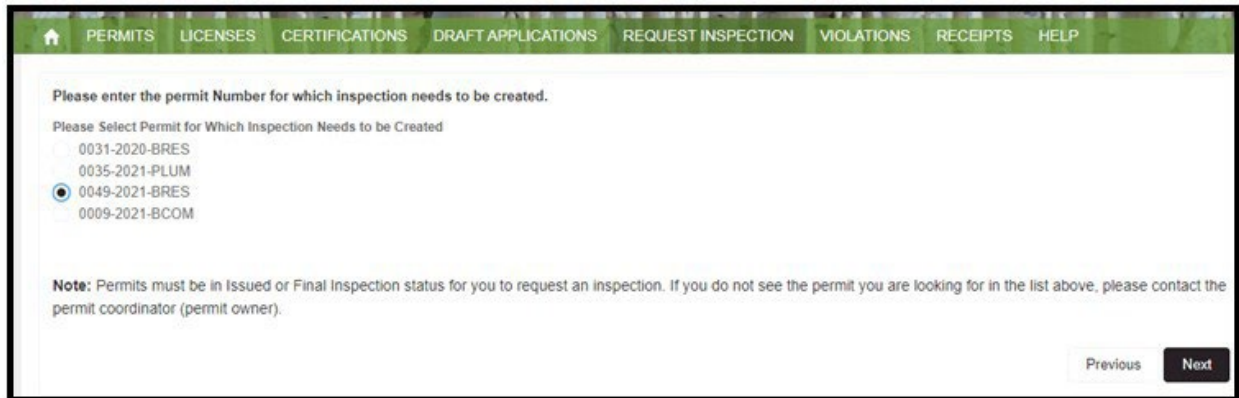 PERMITS LICENSES CERTIFICATIONS DRAFT APPLICATIONS REQUEST INSPECTION VIOLATIONS RECEIPTS HELP
Please enter the permit Number for which inspection needs to be created.
Please Select Permit for Which Inspection Needs to be Created
0031-2020-BRES
0035-2021-PLUM
0049-2021-BRES
0009-2021-BCOM
Note: Permits must be in Issued or Final Inspection status for you to request an inspection. If you do not see the permit you are looking for in the list above, please contact the
permit coordinator (permit owner).
Previous Next